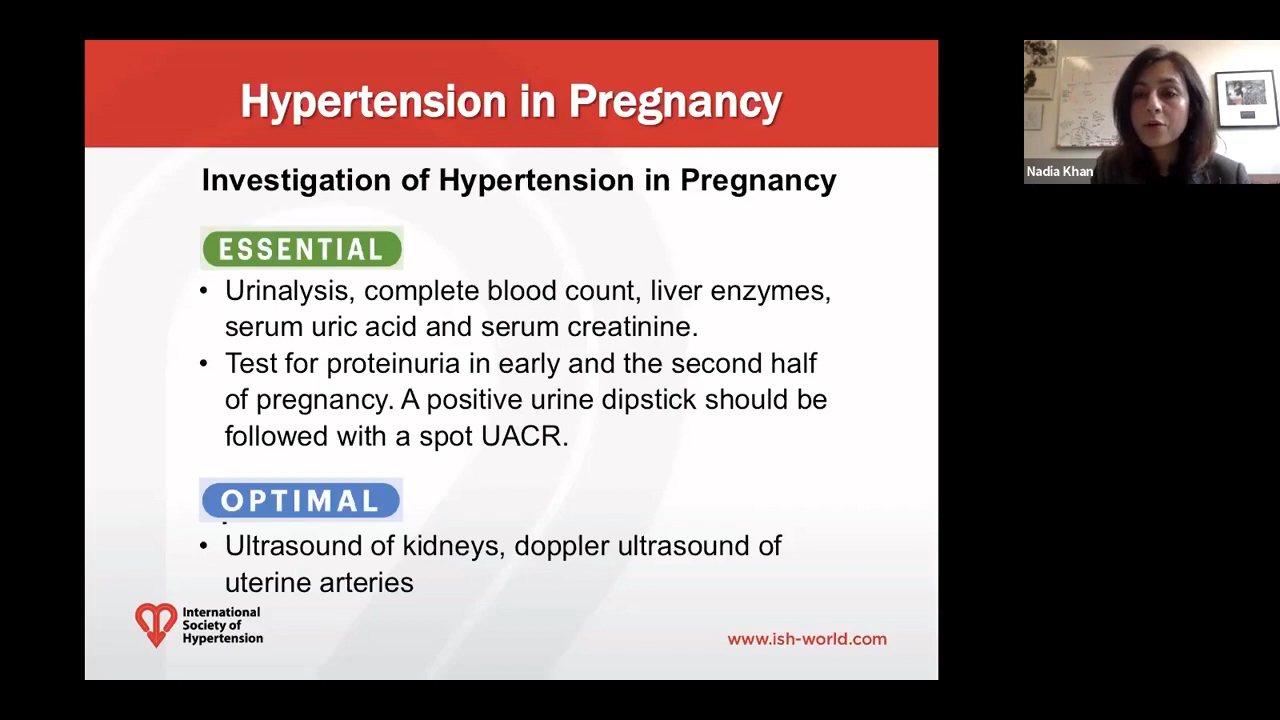 Hypertension in Pregnancy
Investigation of Hypertension in Pregnancy
ESSENTIAL
• Urinalysis, complete blood count, liver enzymes,
serum uric acid and serum creatinine.
• Test for proteinuria in early and the second half
of pregnancy. A positive urine dipstick should be
followed with a spot UACR.
OPTIMAL
• Ultrasound of kidneys, doppler ultrasound of
uterine arteries
International
Society of
Hypertension
www.ish-world.com
Nadia Khan